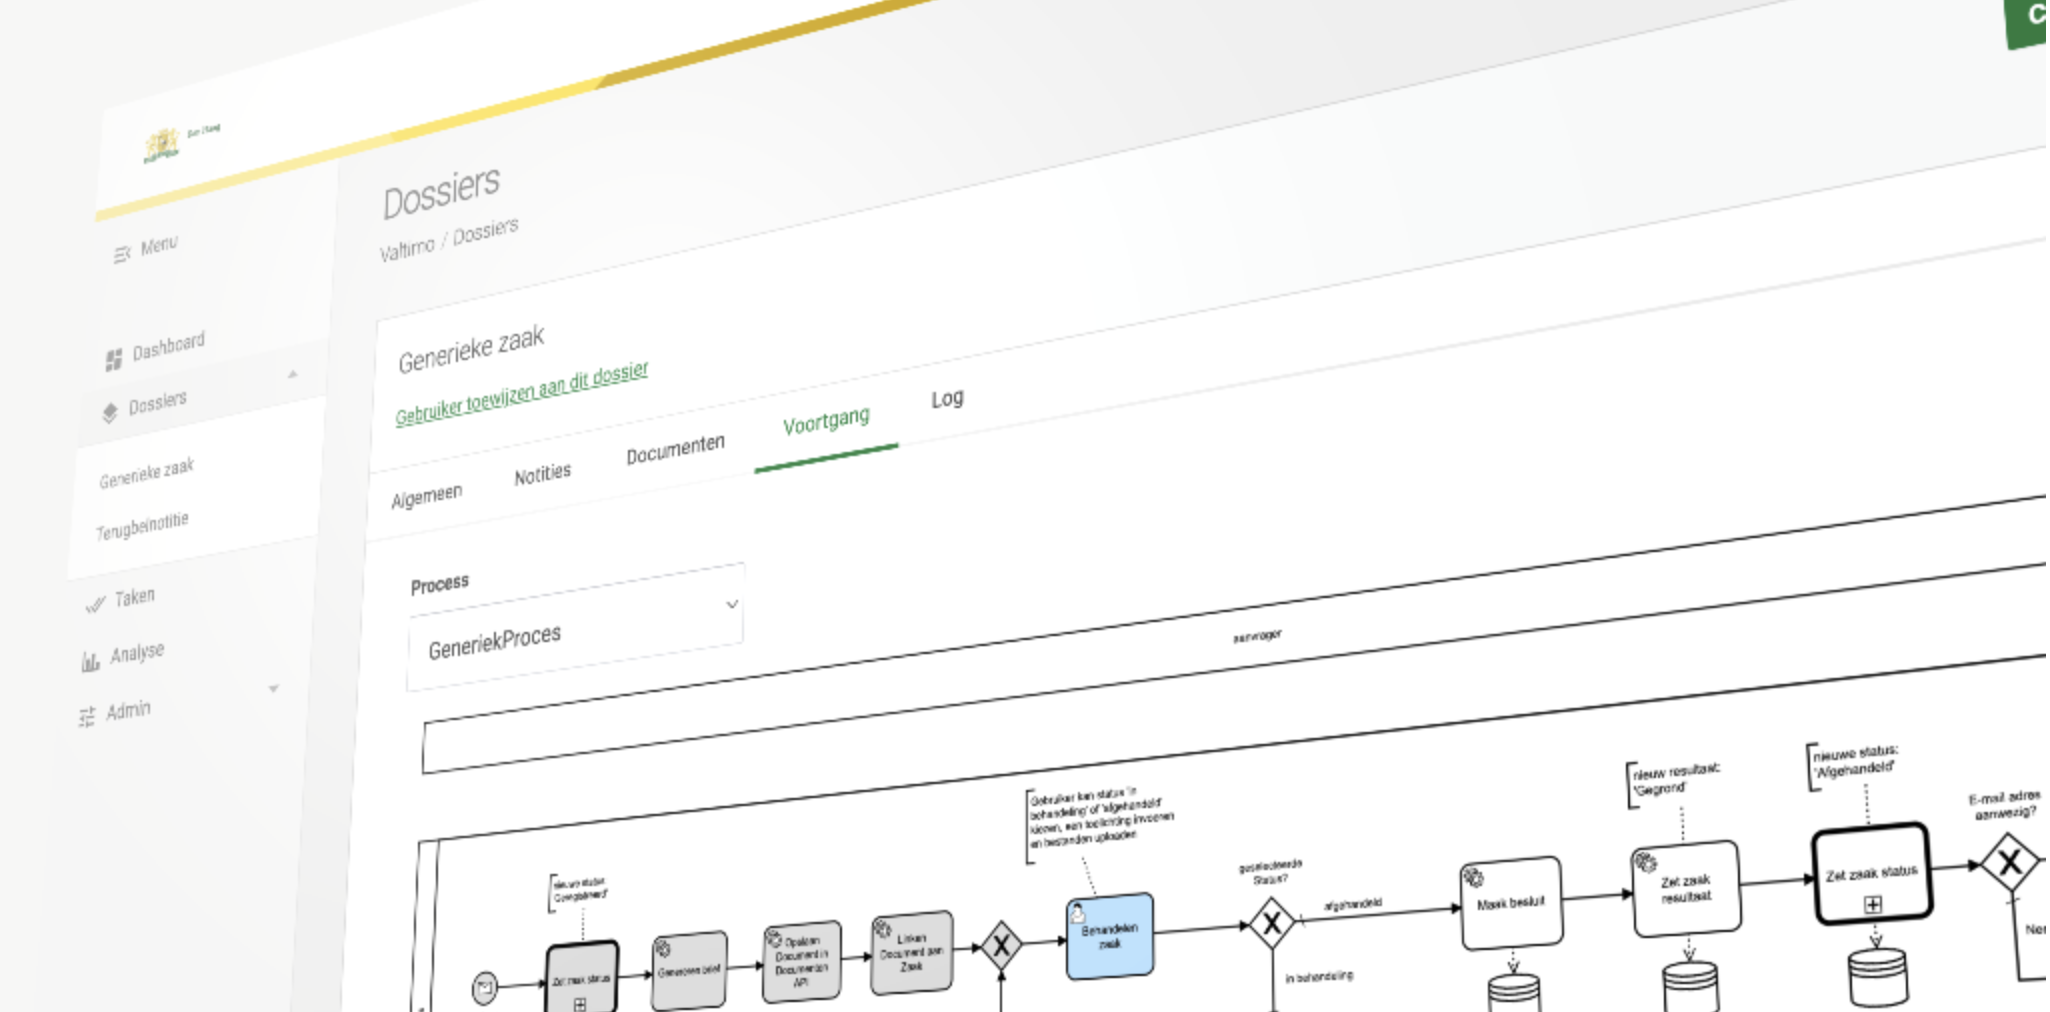 Den Haag
Menu
Dashboard
Dossiers
Generieke zaak
Terugbelnotitie
Taken
Analyse
Admin
Dossiers
Valtimo / Dossiers
C
Generieke zaak
Gebruiker toewijzen aan dit dossier
Algemeen
Notities
Documenten
Voortgang
Log
Process
GeneriekProces
aanvrager
nieuwe status:
'Geregistreerd'
Zet zaak status
Genereren brief
Opslaan
Document in
Documenten
API
Linken
Document aan
Zaak
X
Gebruiker kan status 'in
behandeling' of 'afgehandeld'
kiezen, een toelichting invoeren
en bestanden uploaden
Behandelen
zaak
geselecteerde
Status?
X
afgehandeld
in behandeling
Maak besluit
nieuw resultaat:
'Gegrond'
Zet zaak
resultaat
nieuwe status:
'Afgehandeld'
Zet zaak status
E-mail adres
aanwezig?
X
Nee